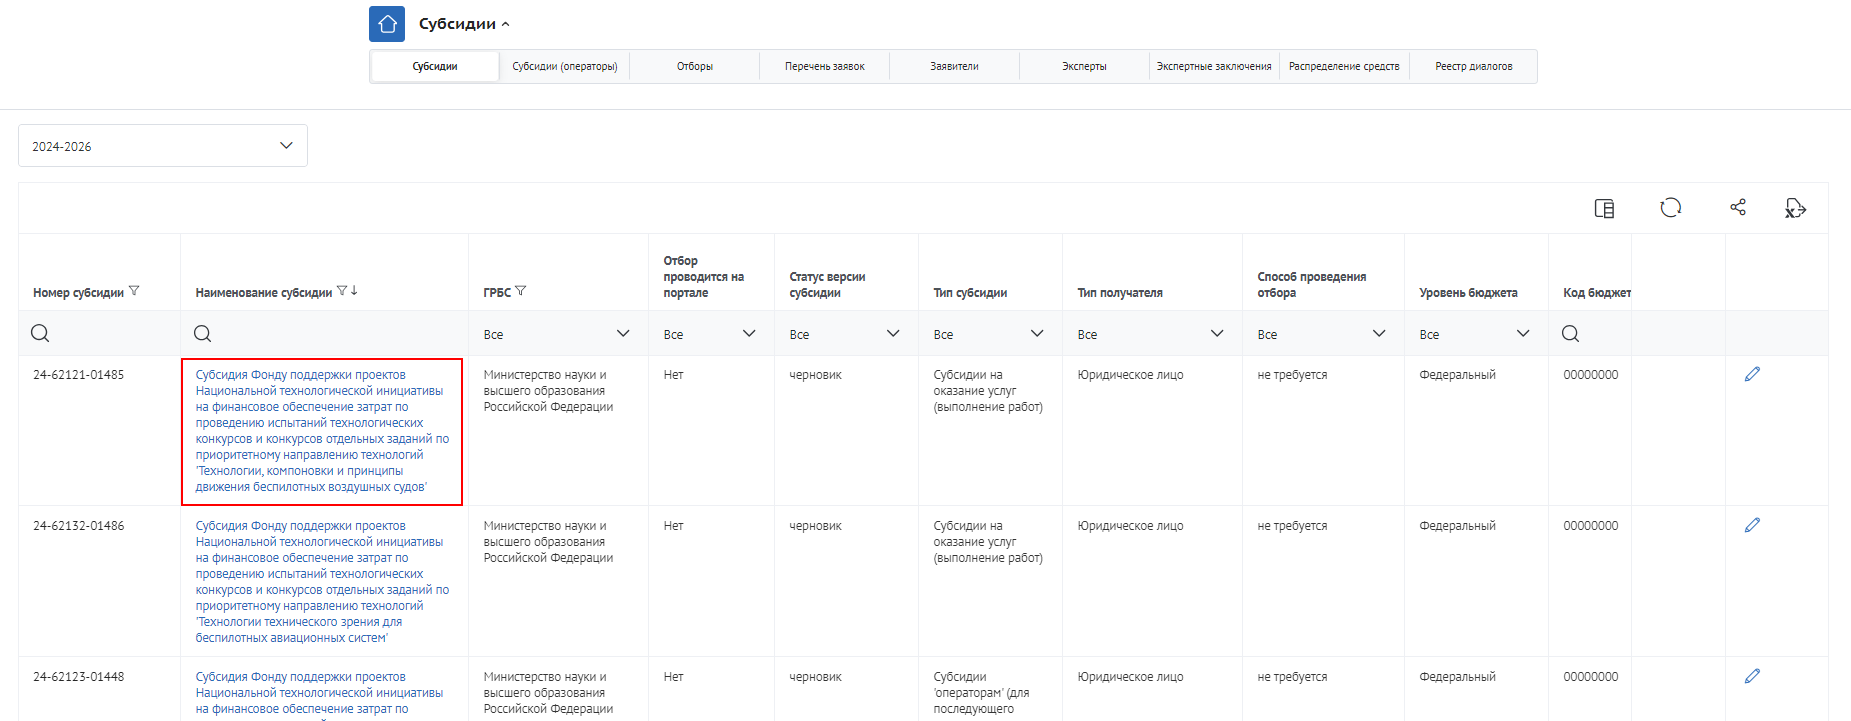 Субсидии
Субсидии
Субсидии (операторы)
Отборы
Перечень заявок
Заявители
Эксперты
Экспертные заключения
Распределение средств
Реестр диалогов
2024-2026
Номер субсидии
Наименование субсидии
ГРБС
Отбор
проводится на
портале
Статус версии
субсидии
Тип субсидии
Тип получателя
Способ проведения
отбора
Уровень бюджета
Код бюджет
Все
Все
Все
Все
Все
Все
Все
24-62121-01485
Субсидия Фонду поддержки проектов
Национальной технологической инициативы
на финансовое обеспечение затрат по
проведению испытаний технологических
конкурсов и конкурсов отдельных заданий по
приоритетному направлению технологий
'Технологии, компоновки и принципы
движения беспилотных воздушных судов'
Министерство науки и
высшего образования
Российской Федерации
Нет
черновик
Субсидии на
оказание услуг
(выполнение работ)
Юридическое лицо
не требуется
Федеральный
00000000
24-62132-01486
Субсидия Фонду поддержки проектов
Национальной технологической инициативы
на финансовое обеспечение затрат по
проведению испытаний технологических
конкурсов и конкурсов отдельных заданий по
приоритетному направлению технологий
'Технологии технического зрения для
беспилотных авиационных систем'
Министерство науки и
высшего образования
Российской Федерации
Нет
черновик
Субсидии на
оказание услуг
(выполнение работ)
Юридическое лицо
не требуется
Федеральный
00000000
24-62123-01448
Субсидия Фонду поддержки проектов
Национальной технологической инициативы
на финансовое обеспечение затрат по
Министерство науки и
высшего образования
Российской Федерации
Нет
черновик
Субсидии
'операторам' (для
последующего
Юридическое лицо
не требуется
Федеральный
00000000